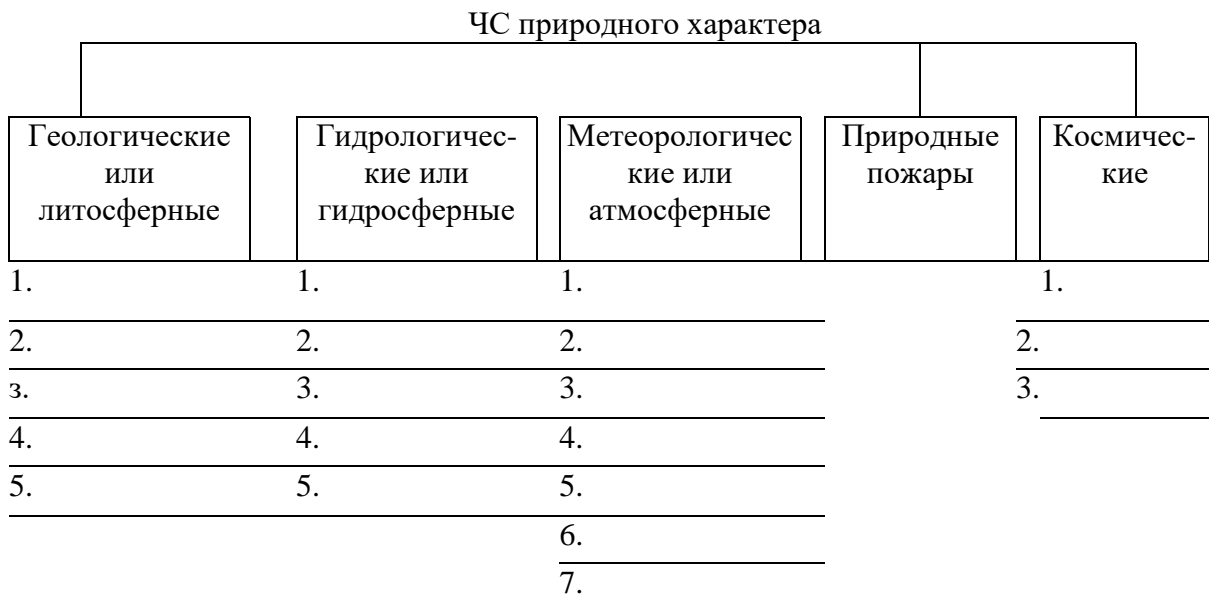 ЧС природного характера
Геологические
или
литосферные
Гидрологичес-
кие или
гидросферные
Метеорологичес
кие или
атмосферные
Природные
пожары
Космичес-
кие
1. 1. 1. 1.
2. 2. 2. 2.
з. 3. 3. 3.
4. 4. 4.
5. 5. 5.
6.
7.